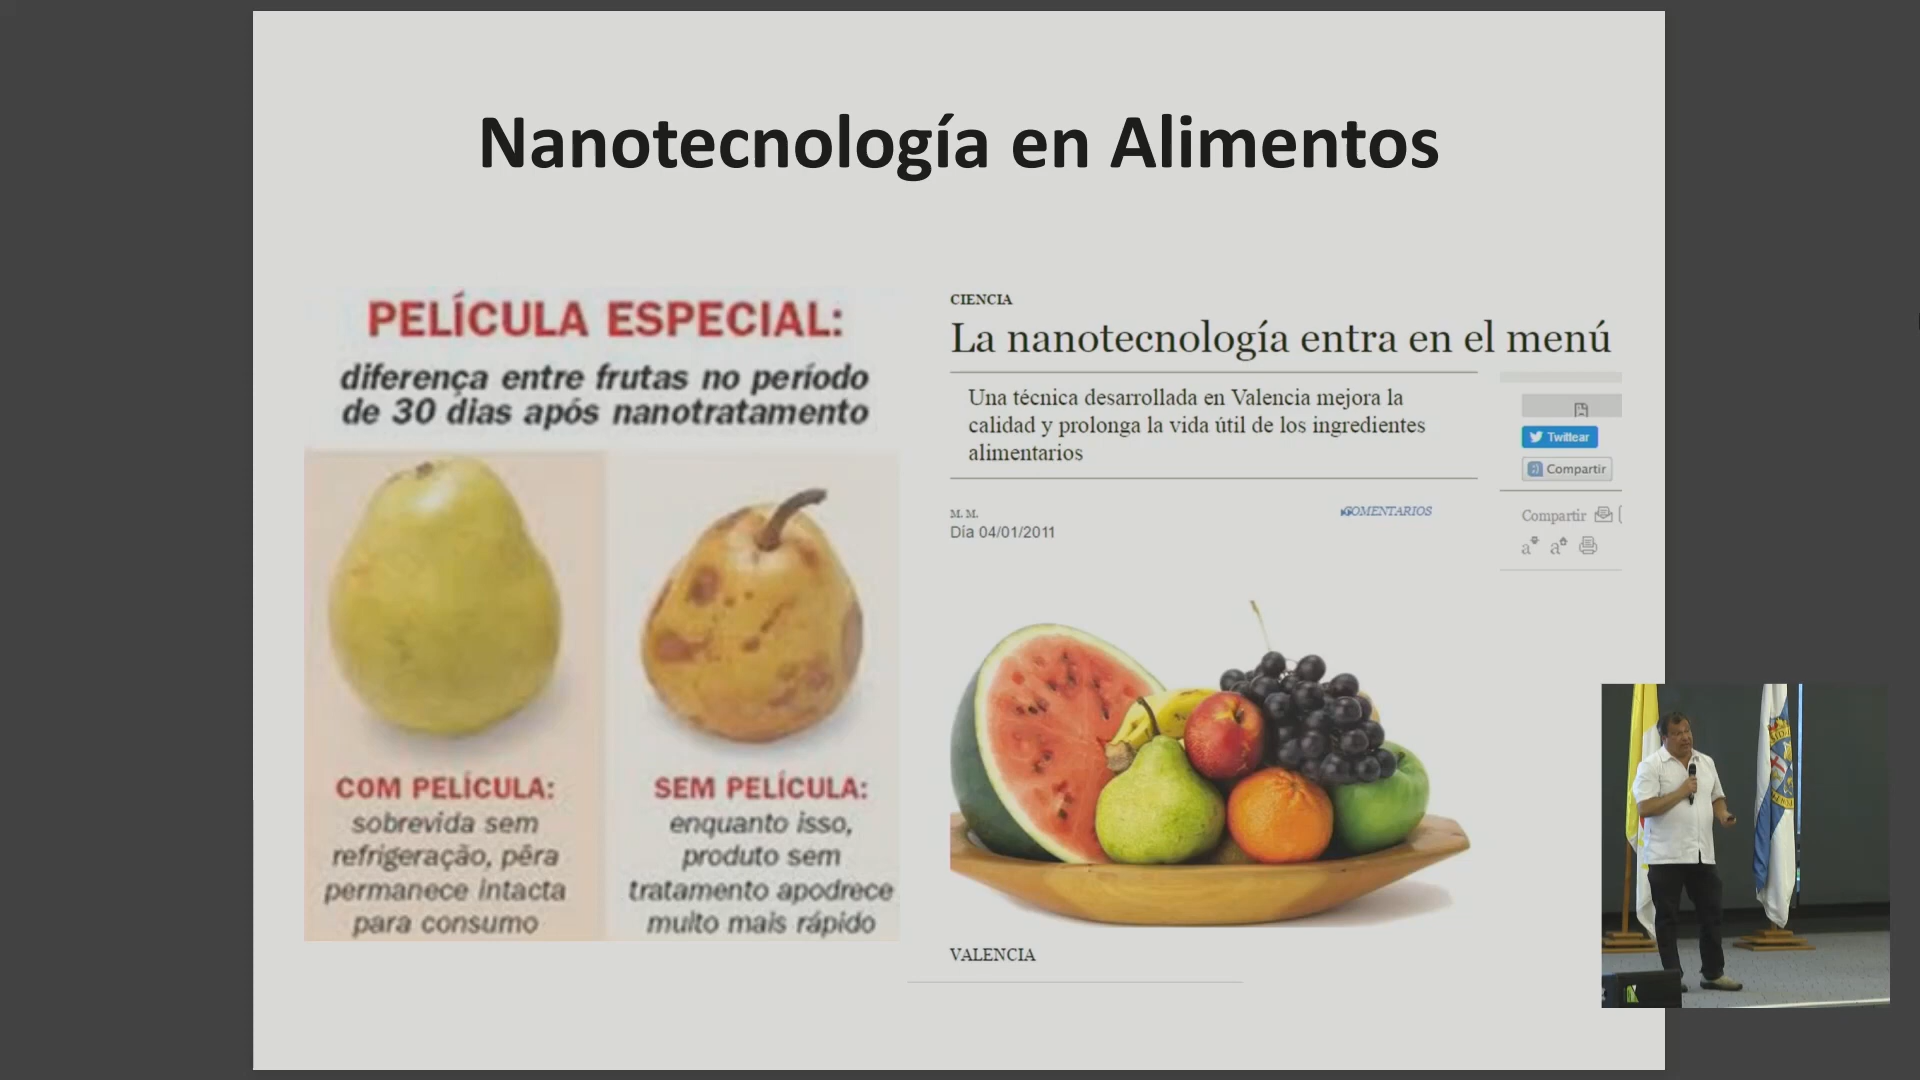 Nanotecnología en Alimentos
PELÍCULA ESPECIAL:
diferença entre frutas no período
de 30 dias após nanotratamento
COM PELÍCULA:
sobrevida sem
refrigeração, pêra
permanece intacta
para consumo
SEM PELÍCULA:
enquanto isso,
produto sem
tratamento apodrece
muito mais rápido
CIENCIA
La nanotecnología entra en el menú
Una técnica desarrollada en Valencia mejora la
calidad y prolonga la vida útil de los ingredientes
alimentarios
M. M.
Día 04/01/2011
COMENTARIOS
Twittear
Compartir
Compartir
a a
VALENCIA